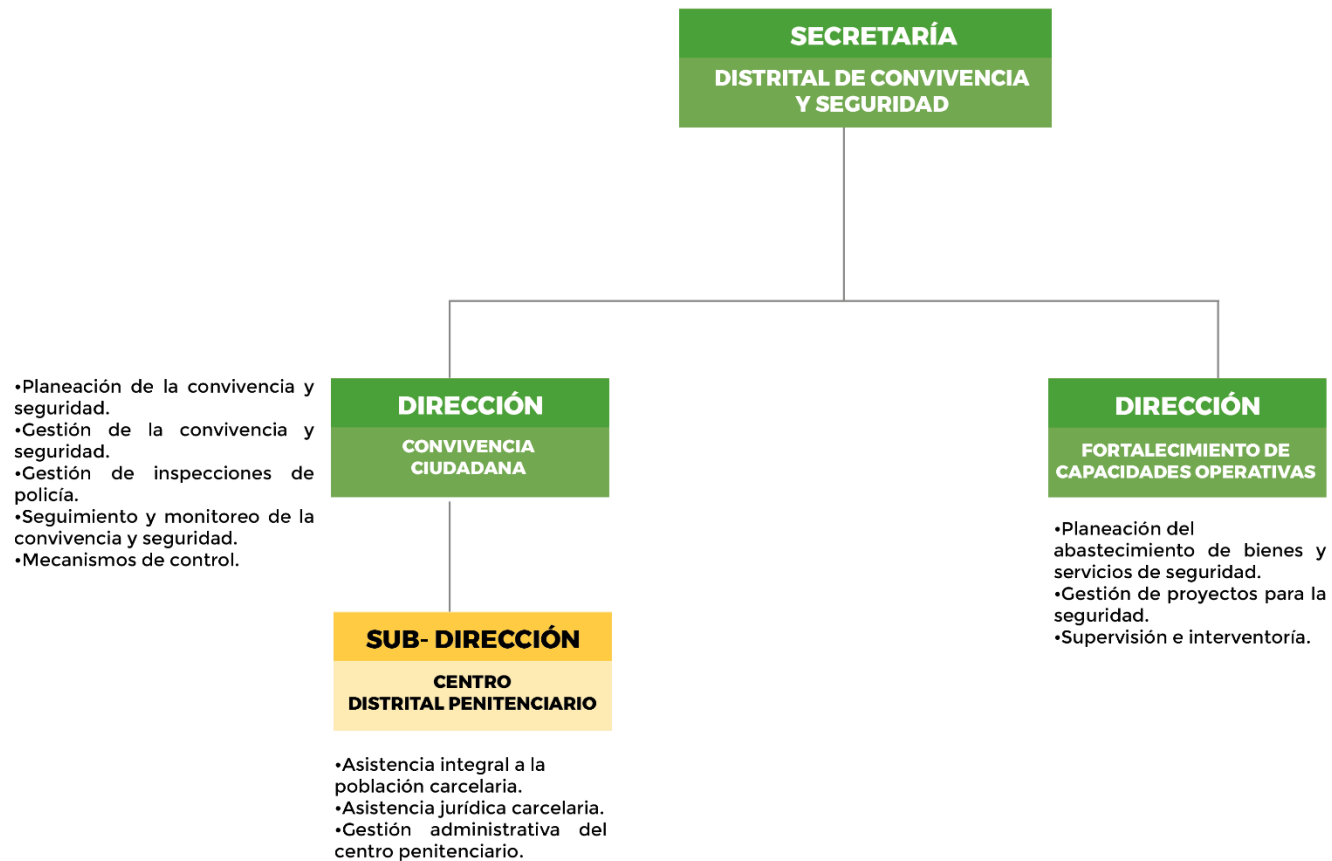 SECRETARÍA
DISTRITAL DE CONVIVENCIA
Y SEGURIDAD
•Planeación de la convivencia y
seguridad.
•Gestión de la convivencia y
seguridad.
•Gestión de inspecciones de
policía.
•Seguimiento y monitoreo de la
convivencia y seguridad.
•Mecanismos de control.
DIRECCIÓN
CONVIVENCIA
CIUDADANA
DIRECCIÓN
FORTALECIMIENTO DE
CAPACIDADES OPERATIVAS
•Planeación del
abastecimiento de bienes y
servicios de seguridad.
•Gestión de proyectos para la
seguridad.
•Supervisión e interventoría.
SUB- DIRECCIÓN
CENTRO
DISTRITAL PENITENCIARIO
•Asistencia integral a la
población carcelaria.
•Asistencia jurídica carcelaria.
•Gestión administrativa del
centro penitenciario.